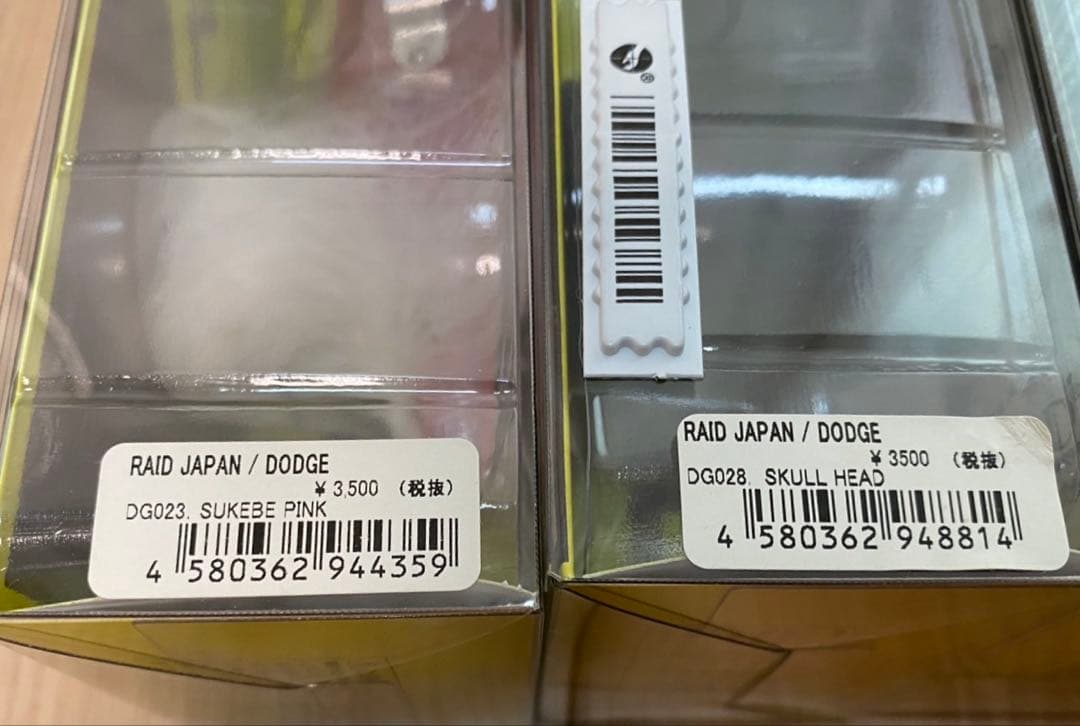 RAID JAPAN / DODGE
¥ 3,500 (税抜)
DG023. SUKEBE PINK
4 580362 944359
RAID JAPAN / DODGE
¥ 3500 (税抜)
DG028. SKULL HEAD
4 580362 948814
®